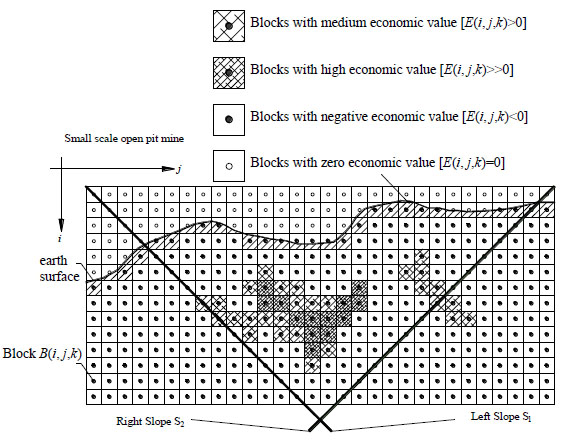 Blocks with medium economic value [E(i, j,k)>0]
Blocks with high economic value [E(i, j,k)>>0]
Blocks with negative economic value [E(i, j,k)<0]
Blocks with zero economic value [E(i, j,k)=0]
Small scale open pit mine
j
i
earth
surface
Block B(i, j,k)
Right Slope S2
Left Slope S1